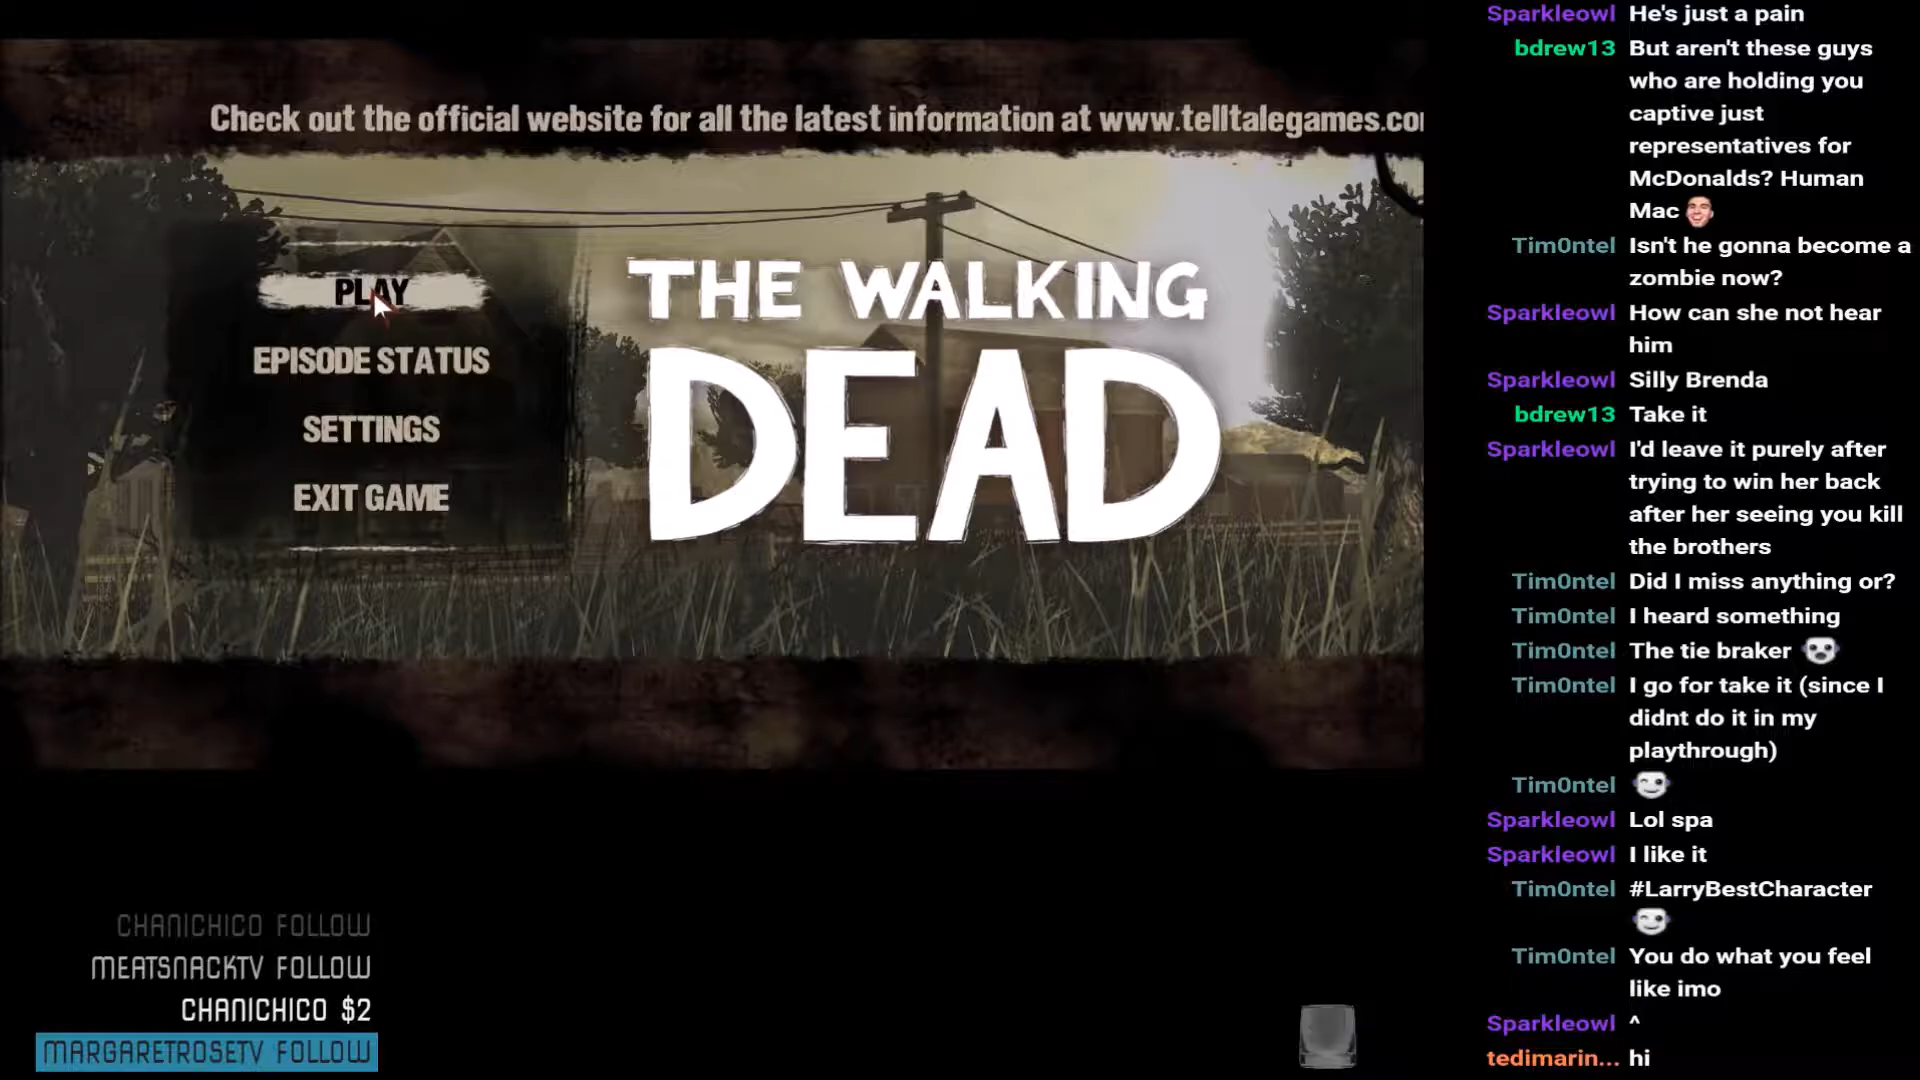 Check out the official website for all the latest information at www.telltalegames.co
PLAY
EPISODE STATUS
SETTINGS
EXIT GAME
THE WALKING
DEAD
CHANICHICO FOLLOW
MEATSNACKTV FOLLOW
CHANICHICO $2
MARGARETROSETV FOLLOW
Sparkleowl He's just a pain
bdrew13 But aren't these guys
who are holding you
captive just
representatives for
McDonalds? Human
Mac
Tim0ntel Isn't he gonna become a
zombie now?
Sparkleowl How can she not hear
him
Sparkleowl Silly Brenda
bdrew13 Take it
Sparkleowl I'd leave it purely after
trying to win her back
after her seeing you kill
the brothers
Tim0ntel Did I miss anything or?
Tim0ntel I heard something
Tim0ntel The tie braker
Tim0ntel I go for take it (since I
didnt do it in my
playthrough)
Tim0ntel
Sparkleowl Lol spa
Sparkleowl I like it
Tim0ntel #LarryBestCharacter
Tim0ntel You do what you feel
like imo
Sparkleowl ^
tedimarin... hi